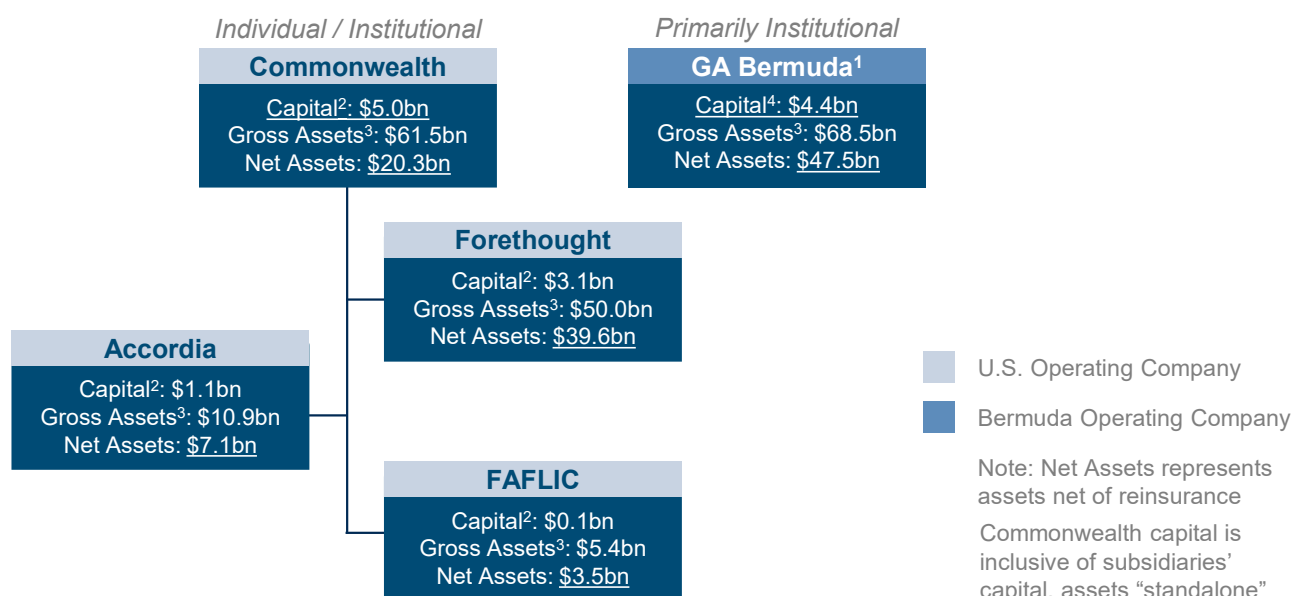 Individual / Institutional
Commonwealth
Capital²: $5.0bn
Gross Assets³: $61.5bn
Net Assets: $20.3bn
Primarily Institutional
GA Bermuda¹
Capital⁴: $4.4bn
Gross Assets³: $68.5bn
Net Assets: $47.5bn
Forethought
Capital²: $3.1bn
Gross Assets³: $50.0bn
Net Assets: $39.6bn
Accordia
Capital²: $1.1bn
Gross Assets³: $10.9bn
Net Assets: $7.1bn
FAFLIC
Capital²: $0.1bn
Gross Assets³: $5.4bn
Net Assets: $3.5bn
U.S. Operating Company
Bermuda Operating Company
Note: Net Assets represents
assets net of reinsurance
Commonwealth capital is
inclusive of subsidiaries’
capital, assets “standalone”